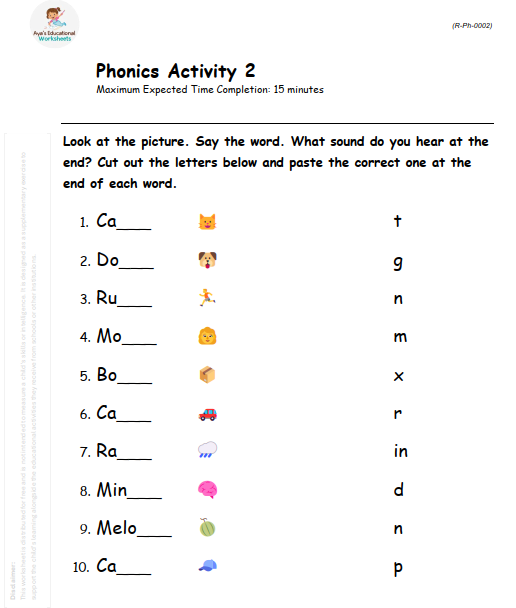 Aya's Educational
Worksheets
(R-Ph-0002)
Phonics Activity 2
Maximum Expected Time Completion: 15 minutes
Look at the picture. Say the word. What sound do you hear at the
end? Cut out the letters below and paste the correct one at the
end of each word.
1. Ca____ t
2. Do____ g
3. Ru____ n
4. Mo____ m
5. Bo____ x
6. Ca____ r
7. Ra____ in
8. Min____ d
9. Melo____ n
10. Ca____ p
Disclaimer:
This worksheet is distributed for free and is not intended to measure a child's skills or intelligence. It is designed as a supplementary worksheet to
support the child's learning alongside the educational activities they receive from schools or other institutions.